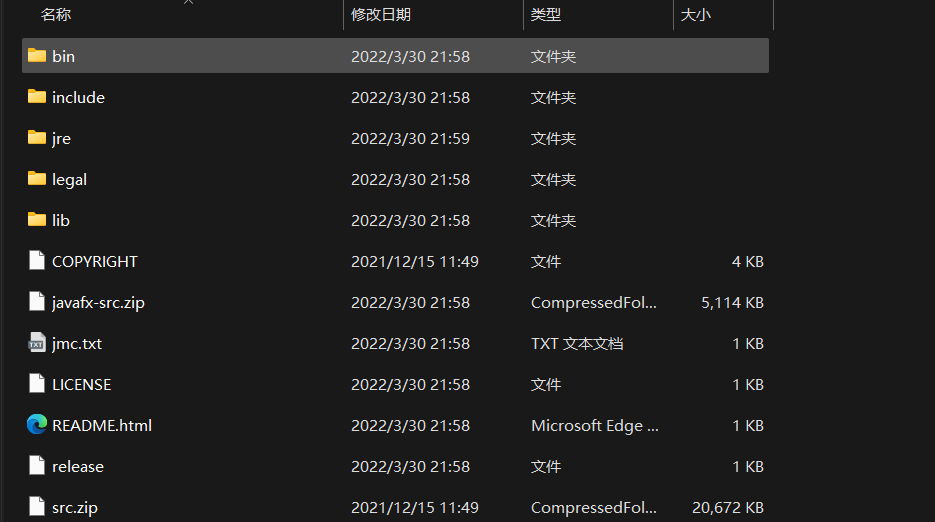 名称 修改日期 类型 大小
bin 2022/3/30 21:58 文件夹
include 2022/3/30 21:58 文件夹
jre 2022/3/30 21:59 文件夹
legal 2022/3/30 21:58 文件夹
lib 2022/3/30 21:58 文件夹
COPYRIGHT 2021/12/15 11:49 文件 4 KB
javafx-src.zip 2022/3/30 21:58 CompressedFol... 5,114 KB
jmc.txt 2022/3/30 21:58 TXT 文本文档 1 KB
LICENSE 2022/3/30 21:58 文件 1 KB
README.html 2022/3/30 21:58 Microsoft Edge ... 1 KB
release 2022/3/30 21:58 文件 1 KB
src.zip 2021/12/15 11:49 CompressedFol... 20,672 KB